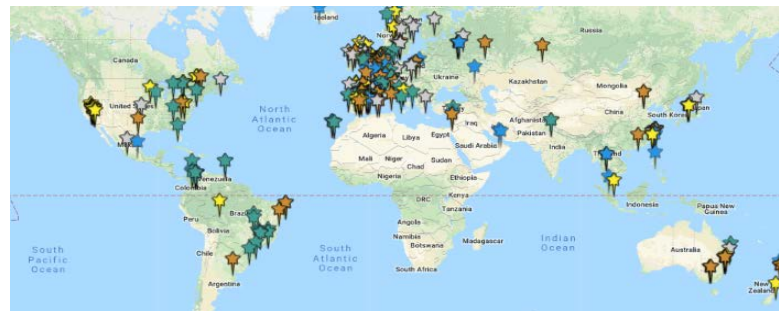 Iceland
Russia
Canada
Norway
Ukraine
Kazakhstan
Mongolia
United States
North
Atlantic
Ocean
China
South Korea
Japan
Afghanistan
Iraq
Pakistan
Algeria
Libya
Egypt
Saudi Arabia
India
Thailand
Mali
Niger
Chad
Sudan
Venezuela
Nigeria
Ethiopia
Colombia
DRC
Kenya
Tanzania
Indonesia
Papua New
Guinea
Peru
Brazil
Angola
Bolivia
Namibia
Botswana
Madagascar
South
Pacific
Ocean
Chile
South
Atlantic
Ocean
Indian
Ocean
Australia
South Africa
Argentina
New
Zealand